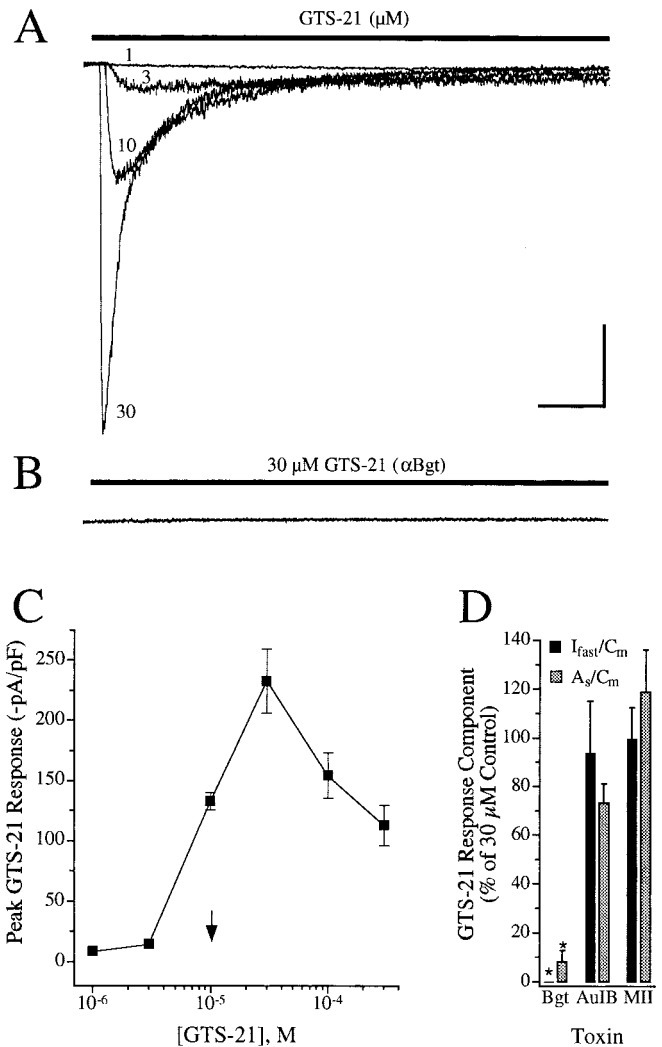 A
GTS-21 (µM)
1
3
10
30
B
30 µM GTS-21 (αBgt)
C
Peak GTS-21 Response (-pA/pF)
250
200
150
100
50
0
10⁻⁶
10⁻⁵
10⁻⁴
[GTS-21], M
D
GTS-21 Response Component
(% of 30 µM Control)
140
120
100
80
60
40
20
0
I_fast/C_m
A_s/C_m
*
*
Bgt AuIB MII
Toxin